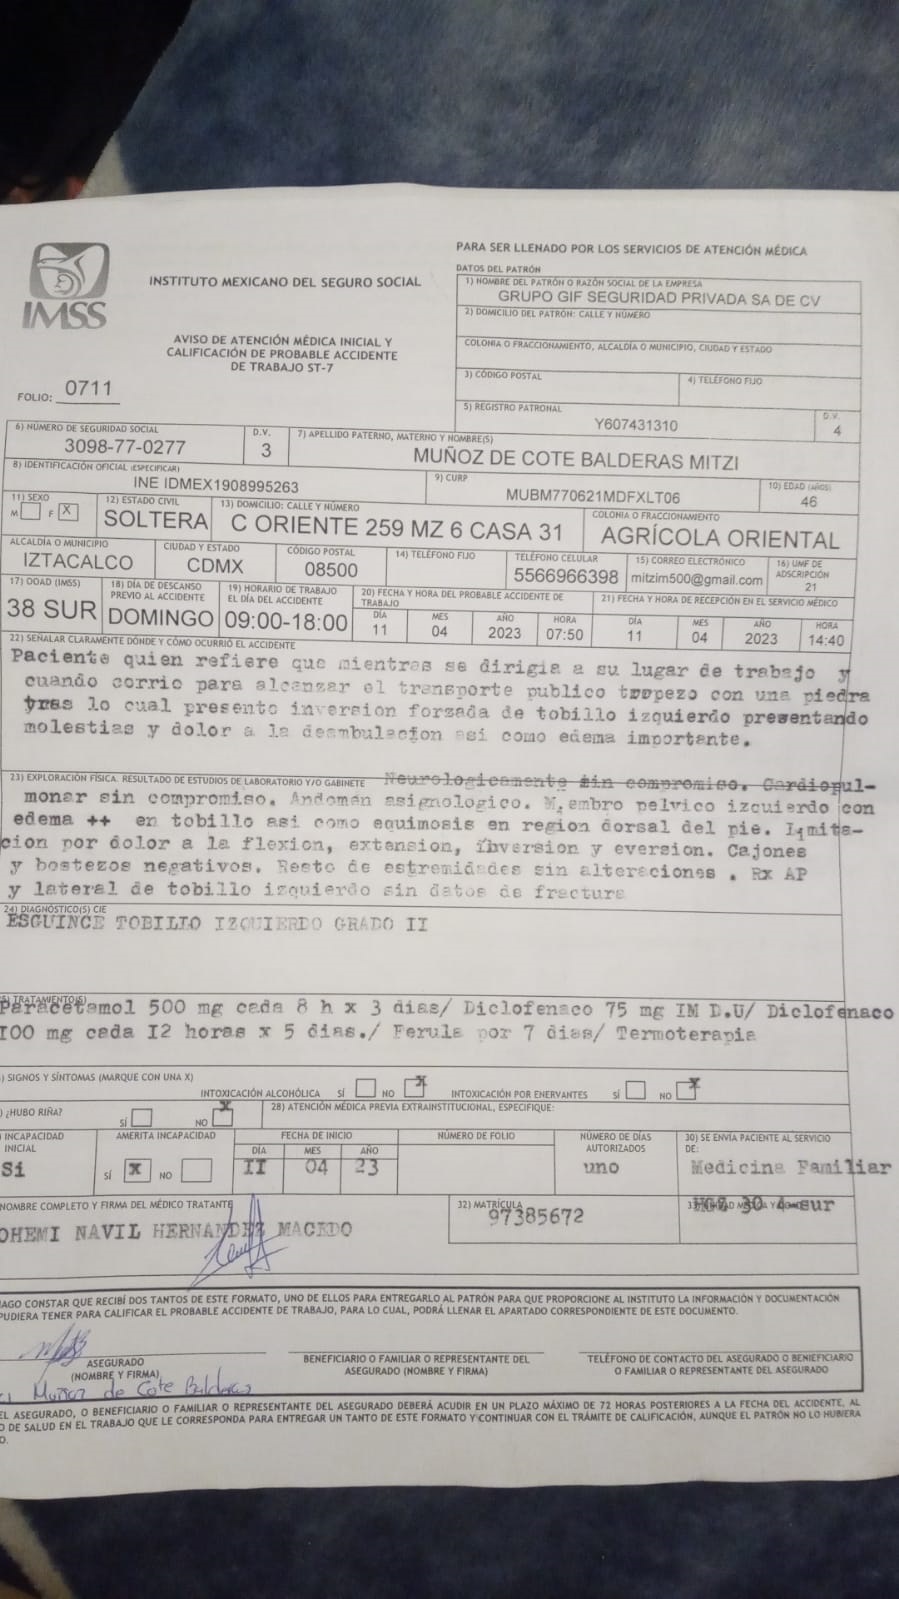 PARA SER LLENADO POR LOS SERVICIOS DE ATENCIÓN MÉDICA
IMSS
INSTITUTO MEXICANO DEL SEGURO SOCIAL
AVISO DE ATENCIÓN MÉDICA INICIAL Y
CALIFICACIÓN DE PROBABLE ACCIDENTE
DE TRABAJO ST-7
FOLIO: 0711
DATOS DEL PATRÓN
1) NOMBRE DEL PATRÓN O RAZÓN SOCIAL DE LA EMPRESA
GRUPO GIF SEGURIDAD PRIVADA SA DE CV
2) DOMICILIO DEL PATRÓN: CALLE Y NÚMERO
COLONIA O FRACCIONAMIENTO, ALCALDÍA O MUNICIPIO, CIUDAD Y ESTADO
3) CÓDIGO POSTAL 4) TELÉFONO FIJO
5) REGISTRO PATRONAL D.V.
Y607431310 4
6) NÚMERO DE SEGURIDAD SOCIAL D.V. 7) APELLIDO PATERNO, MATERNO Y NOMBRE(S)
3098-77-0277 3 MUÑOZ DE COTE BALDERAS MITZI
8) IDENTIFICACIÓN OFICIAL (ESPECIFICAR) 9) CURP 10) EDAD (AÑOS)
INE IDMEX1908995263 MUBM770621MDFXLT06 46
11) SEXO 12) ESTADO CIVIL 13) DOMICILIO; CALLE Y NÚMERO COLONIA O FRACCIONAMIENTO
M F X SOLTERA C ORIENTE 259 MZ 6 CASA 31 AGRÍCOLA ORIENTAL
ALCALDÍA O MUNICIPIO CIUDAD Y ESTADO CÓDIGO POSTAL 14) TELÉFONO FIJO TELÉFONO CELULAR 15) CORREO ELECTRÓNICO 16) UMF DE ADSCRIPCIÓN
IZTACALCO CDMX 08500 5566966398 mitzim500@gmail.com 21
17) OOAD (IMSS) 18) DÍA DE DESCANSO PREVIO AL ACCIDENTE 19) HORARIO DE TRABAJO EL DÍA DEL ACCIDENTE 20) FECHA Y HORA DEL PROBABLE ACCIDENTE DE TRABAJO 21) FECHA Y HORA DE RECEPCIÓN EN EL SERVICIO MÉDICO
DÍA MES AÑO HORA DÍA MES AÑO HORA
38 SUR DOMINGO 09:00-18:00 11 04 2023 07:50 11 04 2023 14:40
22) SEÑALAR CLARAMENTE DÓNDE Y CÓMO OCURRIÓ EL ACCIDENTE
Paciente quien refiere que mientras se dirigia a su lugar de trabajo y
cuando corrio para alcanzar el transporte publico tropezo con una piedra
tras lo cual presento inversion forzada de tobillo izquierdo presentando
molestias y dolor a la deambulacion asi como edema importante.
23) EXPLORACIÓN FÍSICA. RESULTADO DE ESTUDIOS DE LABORATORIO Y/O GABINETE Neurologicamente sin compromiso. Cardiopul-
monar sin compromiso. Andomen asignologico. Miembro pelvico izquierdo con
edema ++ en tobillo asi como equimosis en region dorsal del pie. Limita-
cion por dolor a la flexion, extension, inversion y eversion. Cajones
y bostezos negativos. Resto de estremidades sin alteraciones . Rx AP
y lateral de tobillo izquierdo sin datos de fractura
24) DIAGNÓSTICO(S) CIE
ESGUINCE TOBILLO IZQUIERDO GRADO II
TRATAMIENTO(S)
Paracetamol 500 mg cada 8 h x 3 dias/ Diclofenaco 75 mg IM D.U/ Diclofenaco
I00 mg cada I2 horas x 5 dias./ Ferula por 7 dias/ Termoterapia
) SIGNOS Y SÍNTOMAS (MARQUE CON UNA X)
INTOXICACIÓN ALCOHÓLICA SÍ NO x INTOXICACIÓN POR ENERVANTES SÍ NO x
) ¿HUBO RIÑA? SÍ NO x 28) ATENCIÓN MÉDICA PREVIA EXTRAINSTITUCIONAL, ESPECIFIQUE:
INCAPACIDAD INICIAL AMERITA INCAPACIDAD FECHA DE INICIO NÚMERO DE FOLIO NÚMERO DE DÍAS AUTORIZADOS 30) SE ENVÍA PACIENTE AL SERVICIO DE:
DÍA MES AÑO
Si SÍ x NO II 04 23 uno Medicina Familiar
NOMBRE COMPLETO Y FIRMA DEL MÉDICO TRATANTE 32) MATRÍCULA
OHEMI NAVIL HERNANDEZ MACEDO 97385672 HGZ 30 4 sur
AGO CONSTAR QUE RECIBÍ DOS TANTOS DE ESTE FORMATO, UNO DE ELLOS PARA ENTREGARLO AL PATRÓN PARA QUE PROPORCIONE AL INSTITUTO LA INFORMACIÓN Y DOCUMENTACIÓN
PUDIERA TENER PARA CALIFICAR EL PROBABLE ACCIDENTE DE TRABAJO, PARA LO CUAL, PODRÁ LLENAR EL APARTADO CORRESPONDIENTE DE ESTE DOCUMENTO.
ASEGURADO BENEFICIARIO O FAMILIAR O REPRESENTANTE DEL TELÉFONO DE CONTACTO DEL ASEGURADO O BENIEFICIARIO
(NOMBRE Y FIRMA) ASEGURADO (NOMBRE Y FIRMA) O FAMILIAR O REPRESENTANTE DEL ASEGURADO
Muñoz de Cote Balderas
EL ASEGURADO, O BENEFICIARIO O FAMILIAR O REPRESENTANTE DEL ASEGURADO DEBERÁ ACUDIR EN UN PLAZO MÁXIMO DE 72 HORAS POSTERIORES A LA FECHA DEL ACCIDENTE, AL
O DE SALUD EN EL TRABAJO QUE LE CORRESPONDA PARA ENTREGAR UN TANTO DE ESTE FORMATO Y CONTINUAR CON EL TRÁMITE DE CALIFICACIÓN, AUNQUE EL PATRÓN NO LO HUBIERA
O.